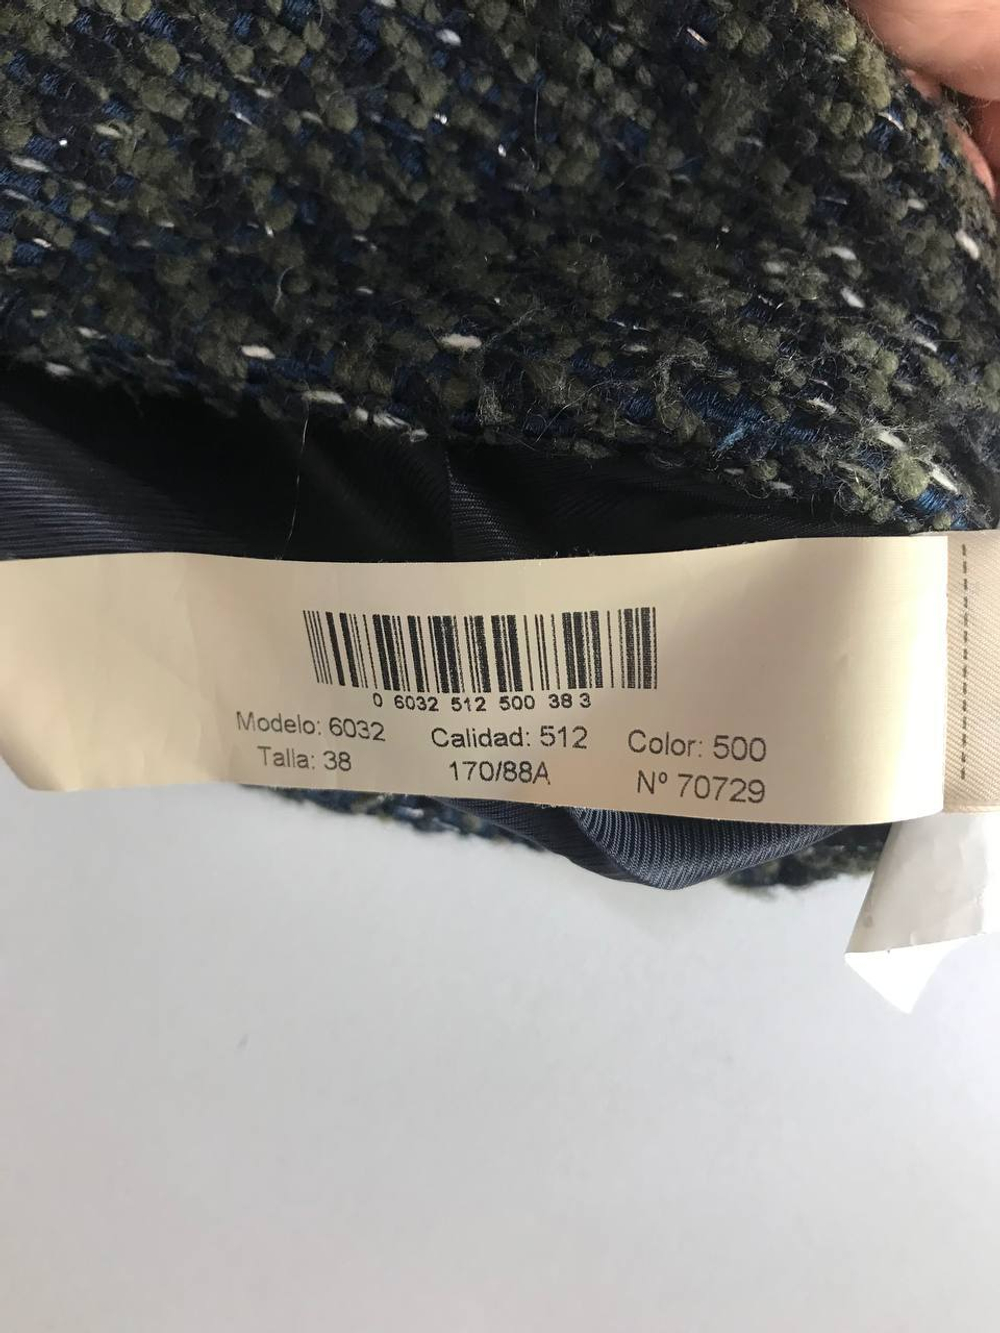 0 6032 512 500 38 3
Modelo: 6032 Calidad: 512 Color: 500
Talla: 38 170/88A Nº 70729